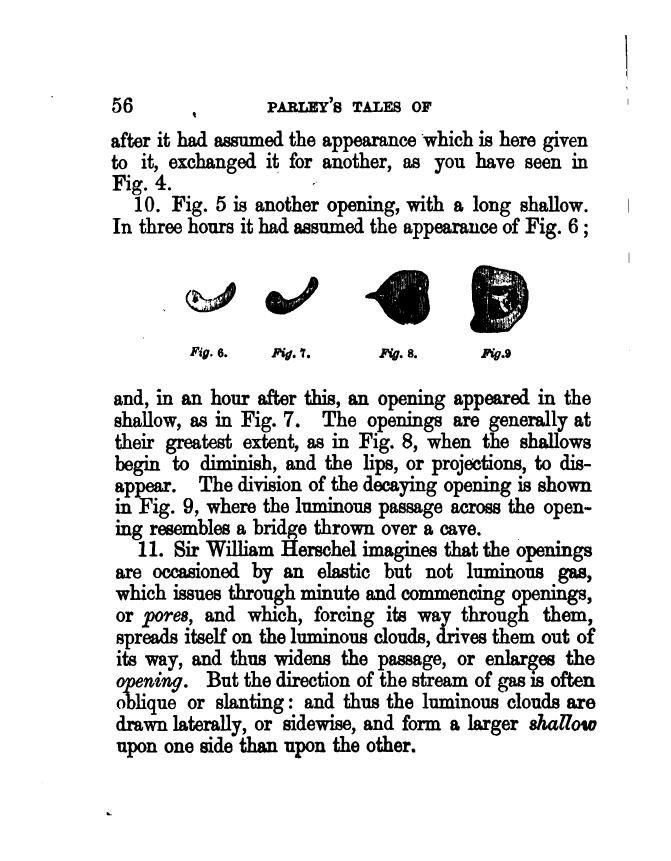 56 PARLEY'S TALES OF
after it had assumed the appearance which is here given
to it, exchanged it for another, as you have seen in
Fig. 4.
10. Fig. 5 is another opening, with a long shallow.
In three hours it had assumed the appearance of Fig. 6 ;
Fig. 6. Fig. 7. Fig. 8. Fig.9
and, in an hour after this, an opening appeared in the
shallow, as in Fig. 7. The openings are generally at
their greatest extent, as in Fig. 8, when the shallows
begin to diminish, and the lips, or projections, to dis-
appear. The division of the decaying opening is shown
in Fig. 9, where the luminous passage across the open-
ing resembles a bridge thrown over a cave.
11. Sir William Herschel imagines that the openings
are occasioned by an elastic but not luminous gas,
which issues through minute and commencing openings,
or pores, and which, forcing its way through them,
spreads itself on the luminous clouds, drives them out of
its way, and thus widens the passage, or enlarges the
opening. But the direction of the stream of gas is often
oblique or slanting: and thus the luminous clouds are
drawn laterally, or sidewise, and form a larger shallow
upon one side than upon the other.